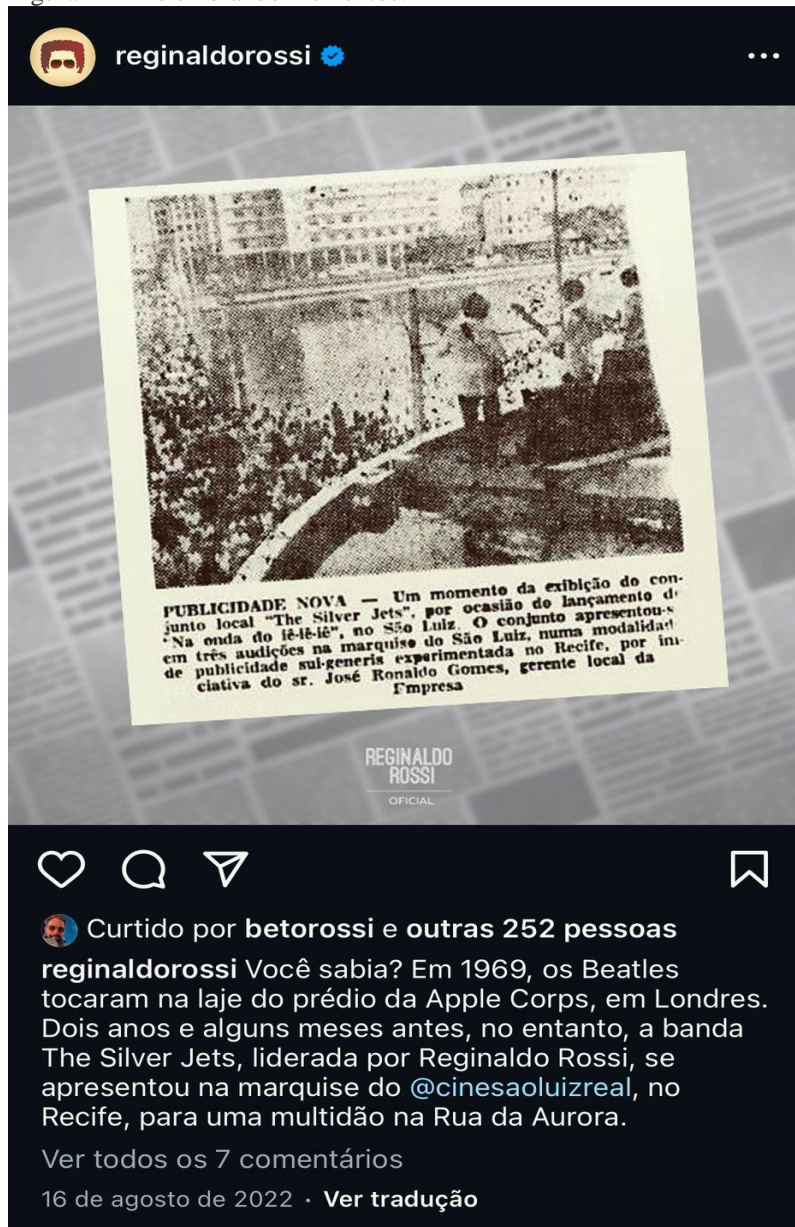 reginaldorossi
PUBLICIDADE NOVA — Um momento da exibição do con-
junto local "The Silver Jets", por ocasião do lançamento d
"Na onda do iê-iê-iê", no São Luiz. O conjunto apresentou-s
em três audições na marquise do São Luiz, numa modalidad
de publicidade sui-generis experimentada no Recife, por ini-
ciativa do sr. José Ronaldo Gomes, gerente local da
Empresa
REGINALDO
ROSSI
OFICIAL
Curtido por betorossi e outras 252 pessoas
reginaldorossi Você sabia? Em 1969, os Beatles
tocaram na laje do prédio da Apple Corps, em Londres.
Dois anos e alguns meses antes, no entanto, a banda
The Silver Jets, liderada por Reginaldo Rossi, se
apresentou na marquise do @cinesaoluizreal, no
Recife, para uma multidão na Rua da Aurora.
Ver todos os 7 comentários
16 de agosto de 2022 · Ver tradução